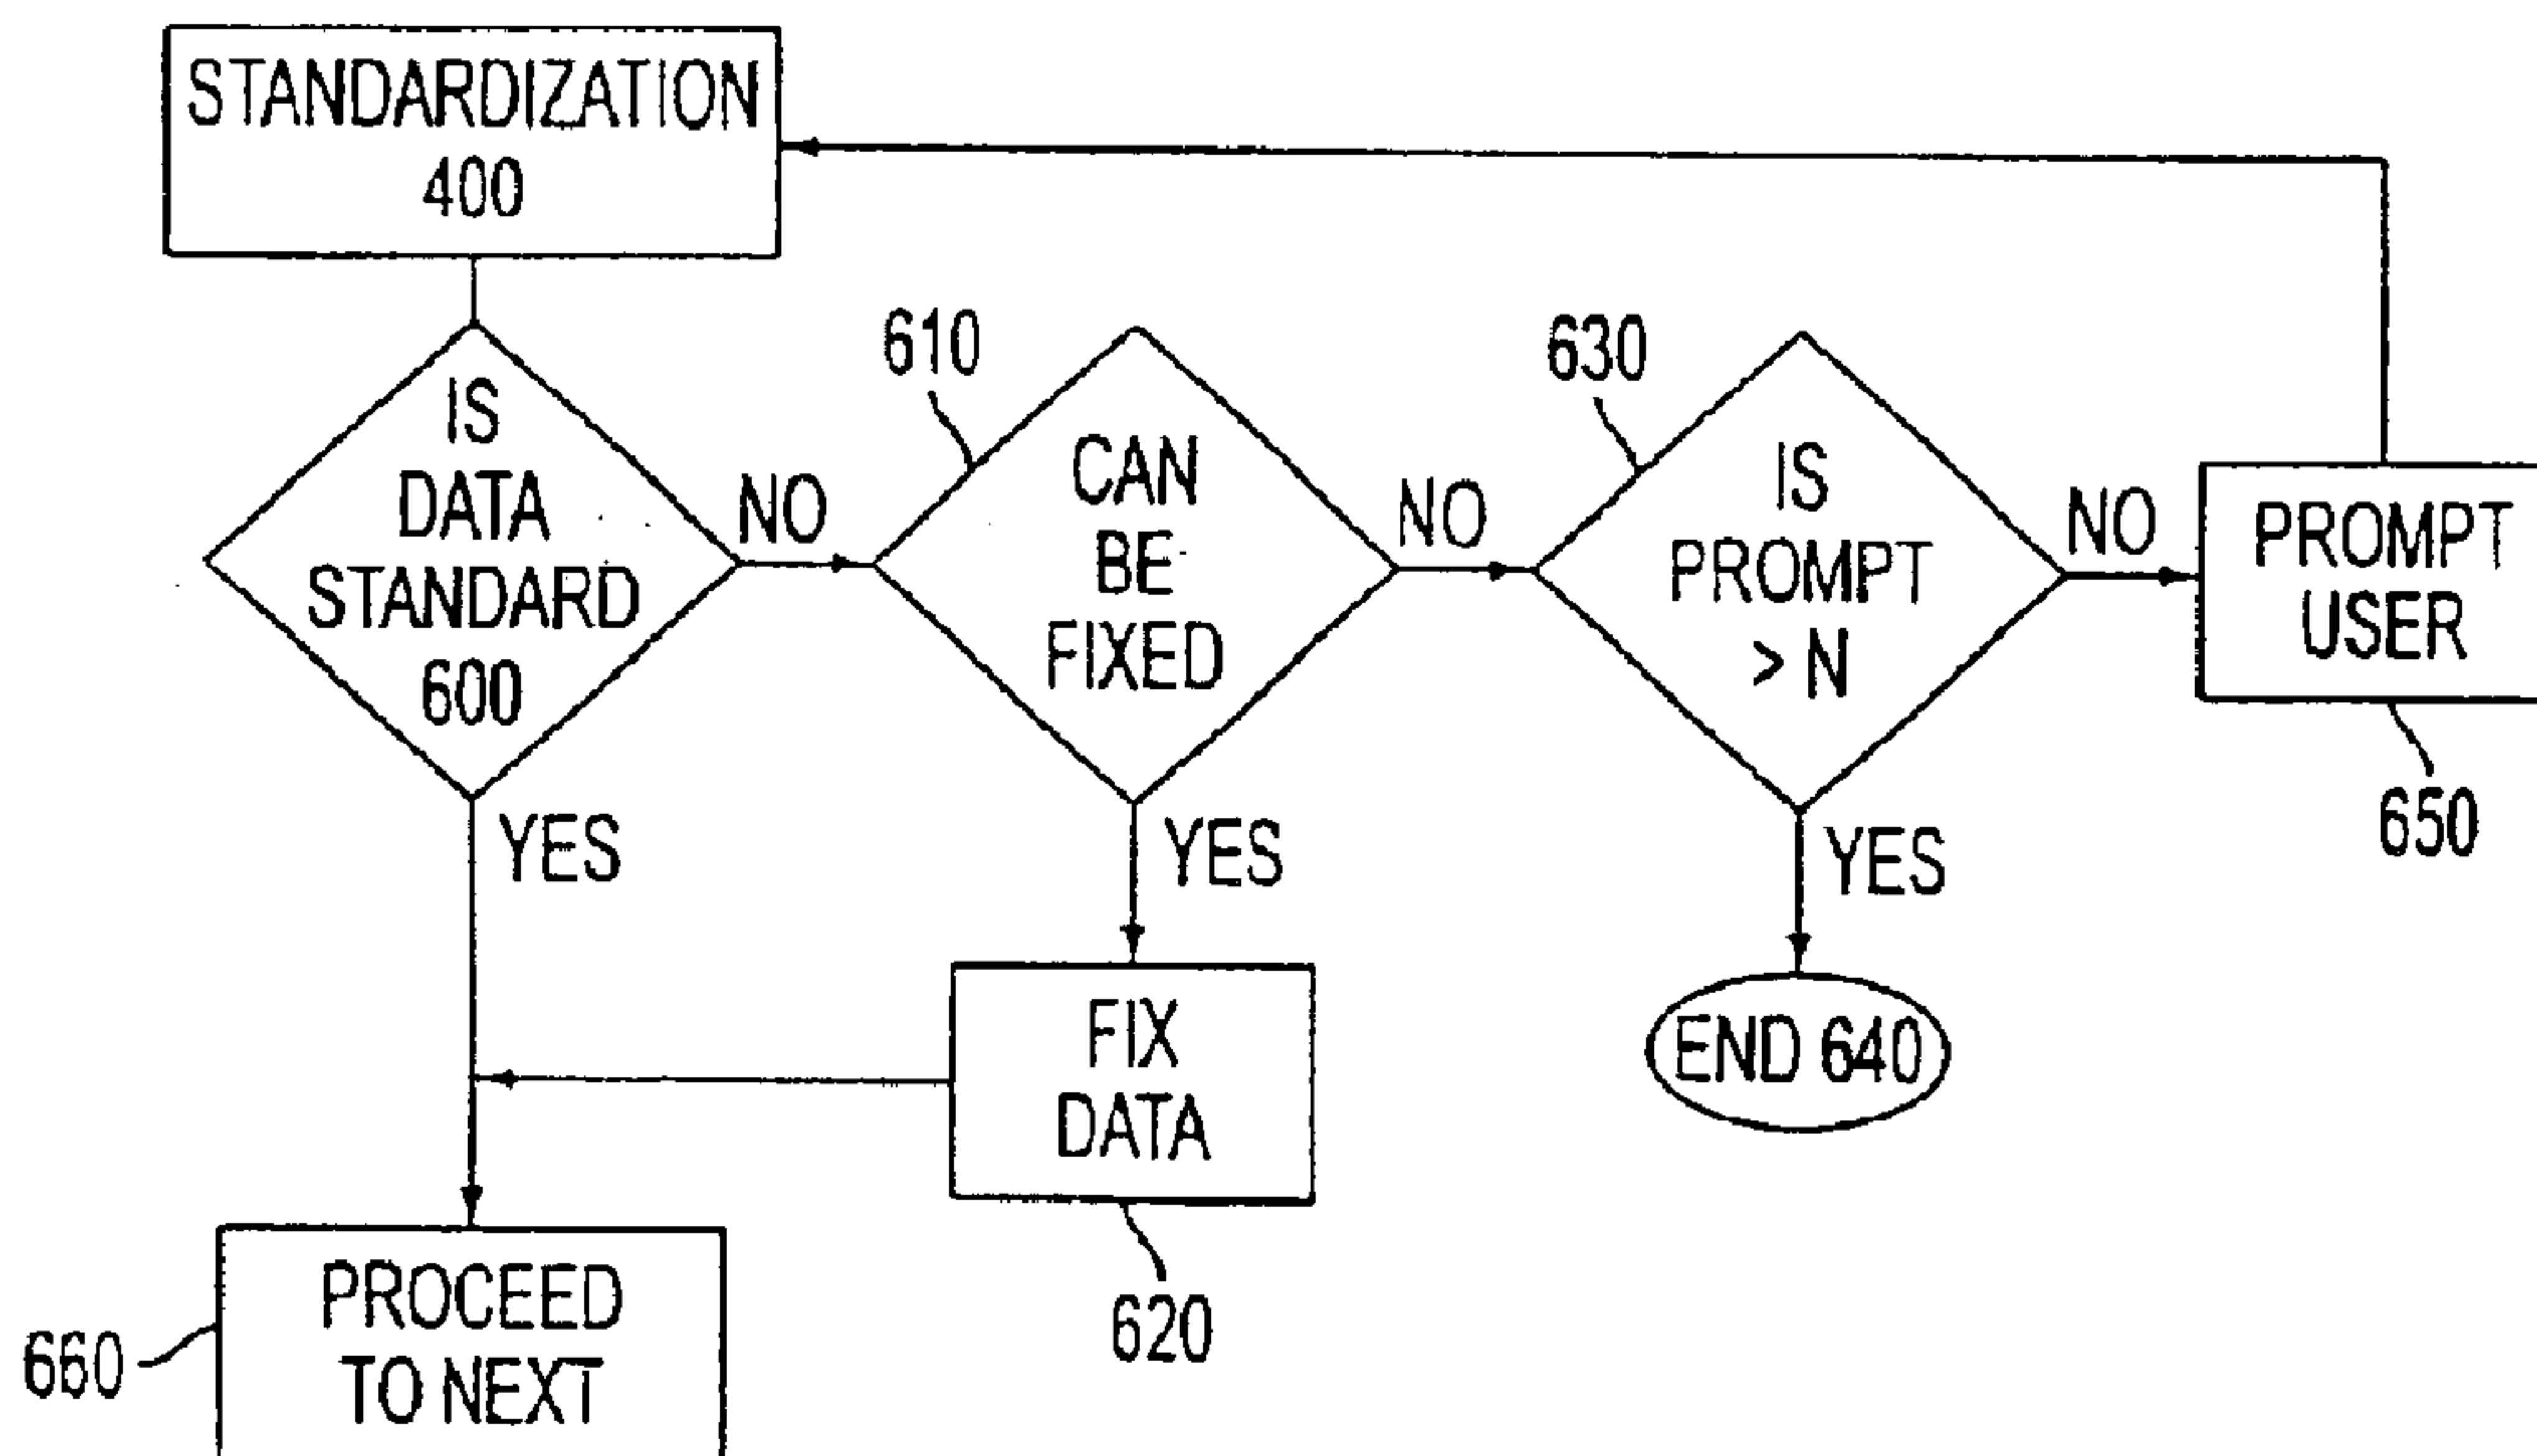 STANDARDIZATION
400
IS
DATA
STANDARD
600
NO
610
CAN
BE
FIXED
NO
630
IS
PROMPT
> N
NO
PROMPT
USER
650
YES
YES
YES
FIX
DATA
620
END 640
660
PROCEED
TO NEXT